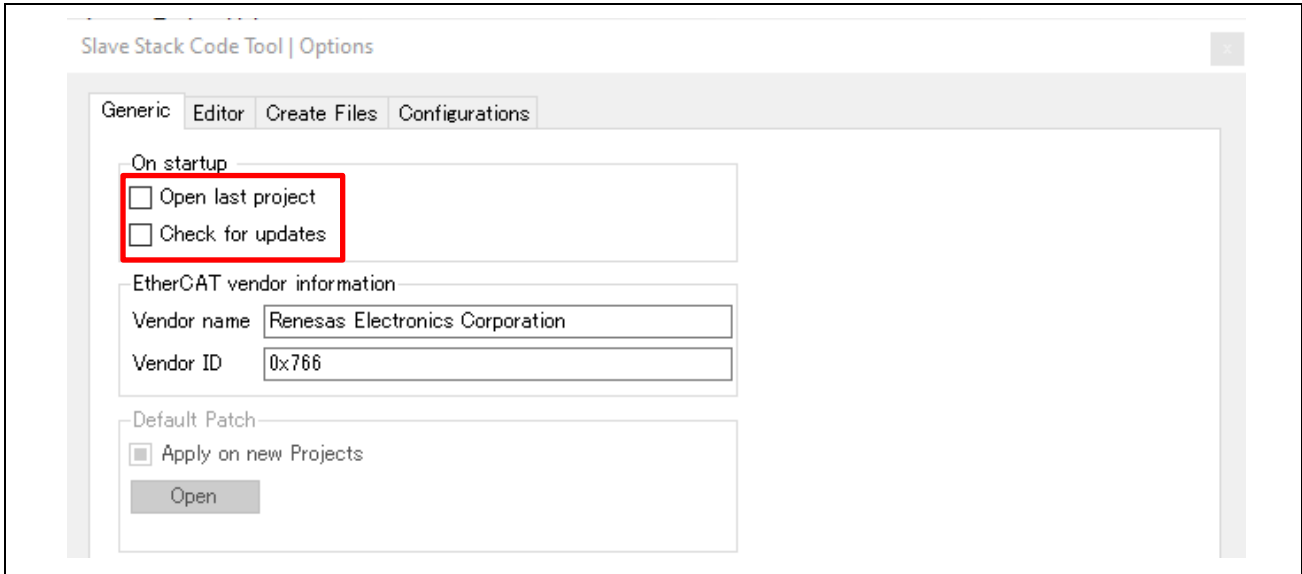 Slave Stack Code Tool | Options
x
Generic Editor Create Files Configurations
On startup
Open last project
Check for updates
EtherCAT vendor information
Vendor name Renesas Electronics Corporation
Vendor ID 0x766
Default Patch
Apply on new Projects
Open